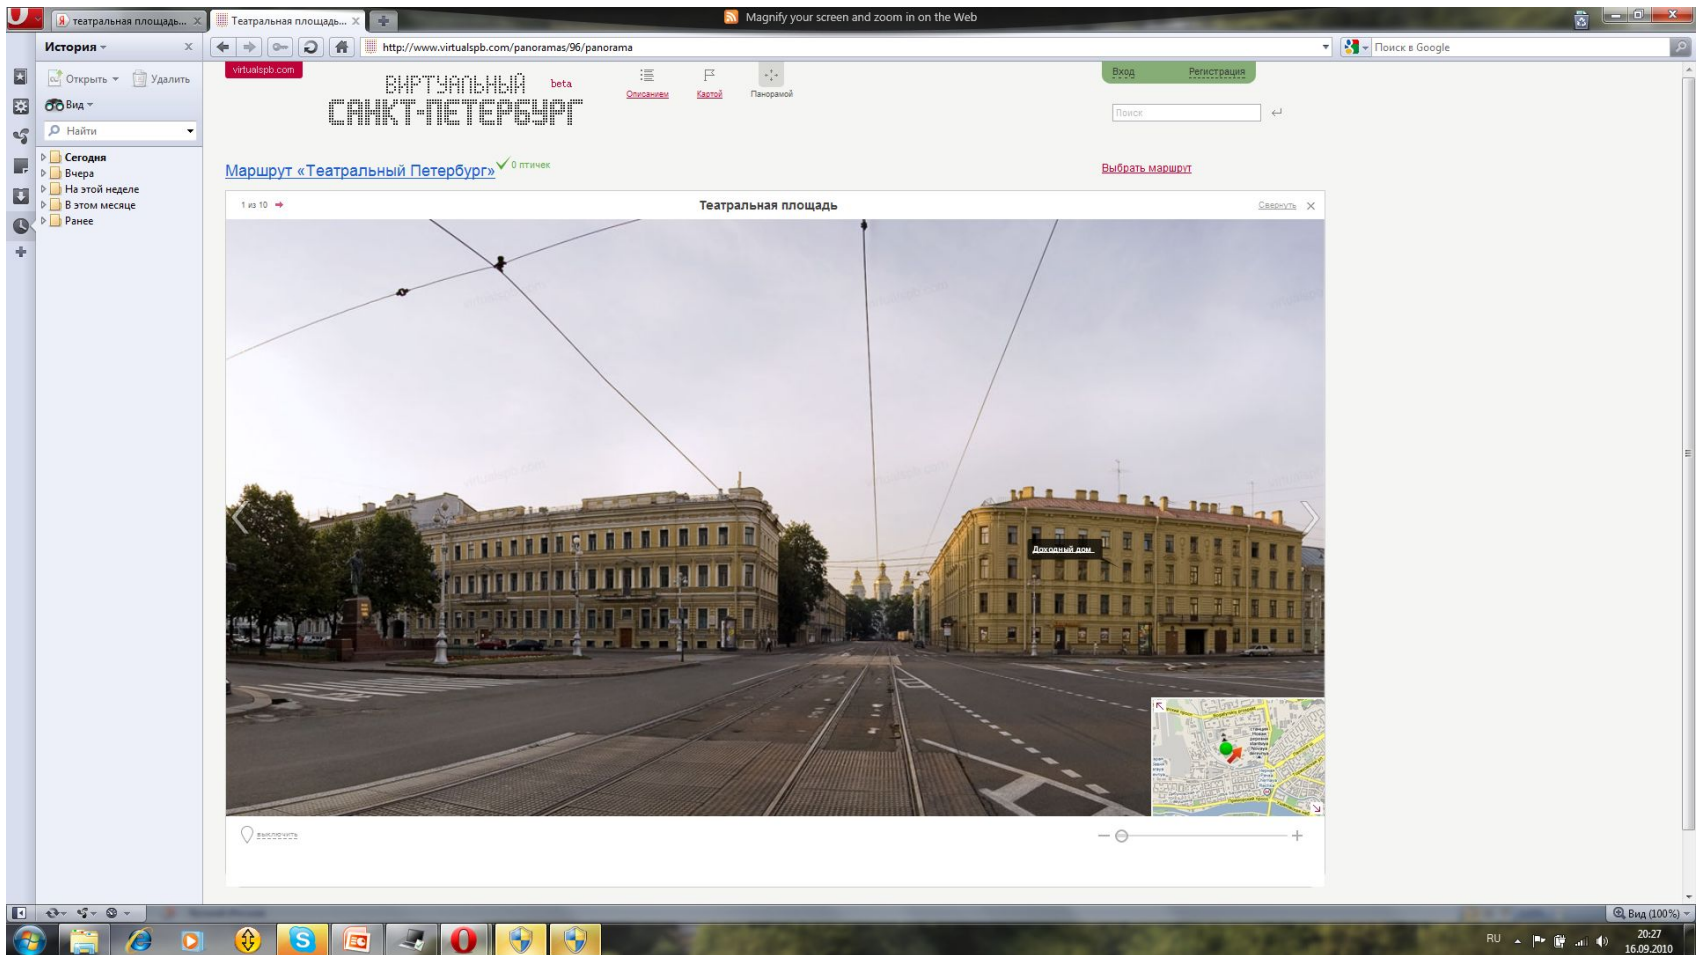 театральная площадь...
Театральная площадь...
Magnify your screen and zoom in on the Web
История
http://www.virtualspb.com/panoramas/96/panorama
Поиск в Google
Открыть
Удалить
Вид
Найти
Сегодня
Вчера
На этой неделе
В этом месяце
Ранее
virtualspb.com
ВИРТУАЛЬНЫЙ beta
САНКТ-ПЕТЕРБУРГ
Описанием
Картой
Панорамой
Вход
Регистрация
Поиск
Маршрут «Театральный Петербург» 0 птичек
Выбрать маршрут
1 из 10
Театральная площадь
Свернуть
Доходный дом
выключить
Вид (100%)
RU
20:27
16.09.2010